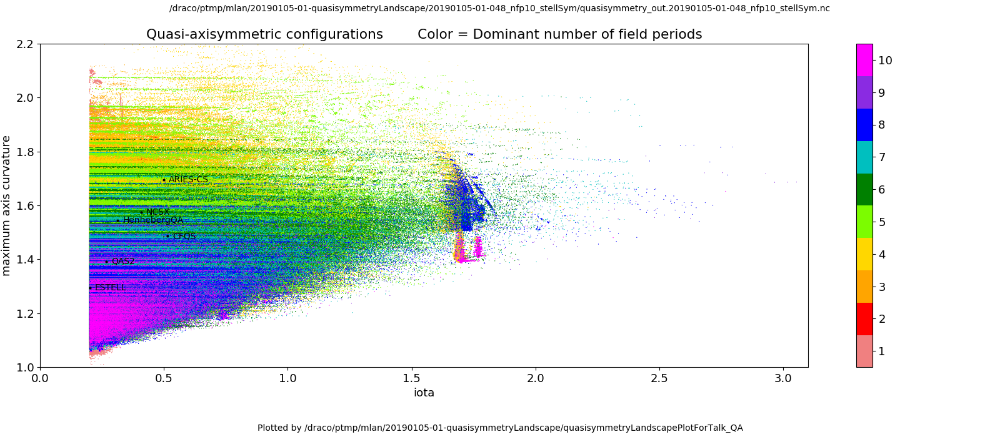 /draco/ptmp/mlan/20190105-01-quasisymmetryLandscape/20190105-01-048_nfp10_stellSym/quasisymmetry_out.20190105-01-048_nfp10_stellSym.nc
Quasi-axisymmetric configurations Color = Dominant number of field periods
2.2
2.0
1.8
1.6
1.4
1.2
1.0
maximum axis curvature
ARIES-CS
NCSX
HennebergQA
CFQS
QAS2
ESTELL
0.0 0.5 1.0 1.5 2.0 2.5 3.0
iota
10
9
8
7
6
5
4
3
2
1
Plotted by /draco/ptmp/mlan/20190105-01-quasisymmetryLandscape/quasisymmetryLandscapePlotForTalk_QA